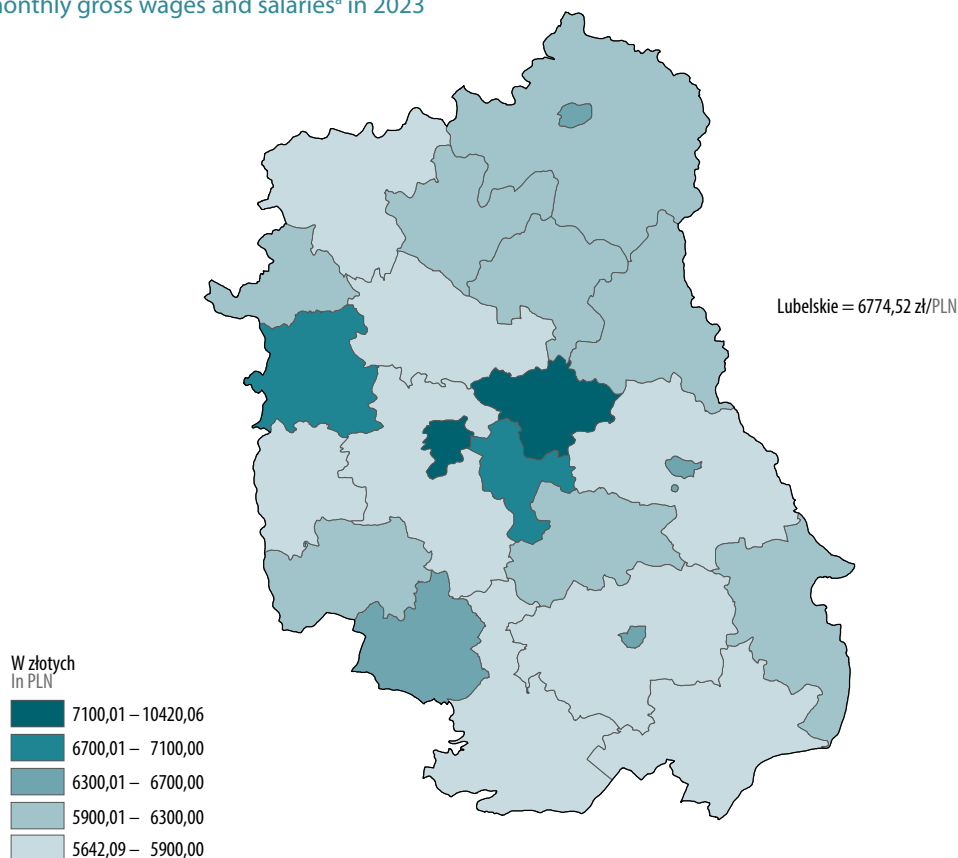 monthly gross wages and salariesª in 2023
Lubelskie = 6774,52 zł/PLN
W złotych
In PLN
7100,01 – 10420,06
6700,01 – 7100,00
6300,01 – 6700,00
5900,01 – 6300,00
5642,09 – 5900,00